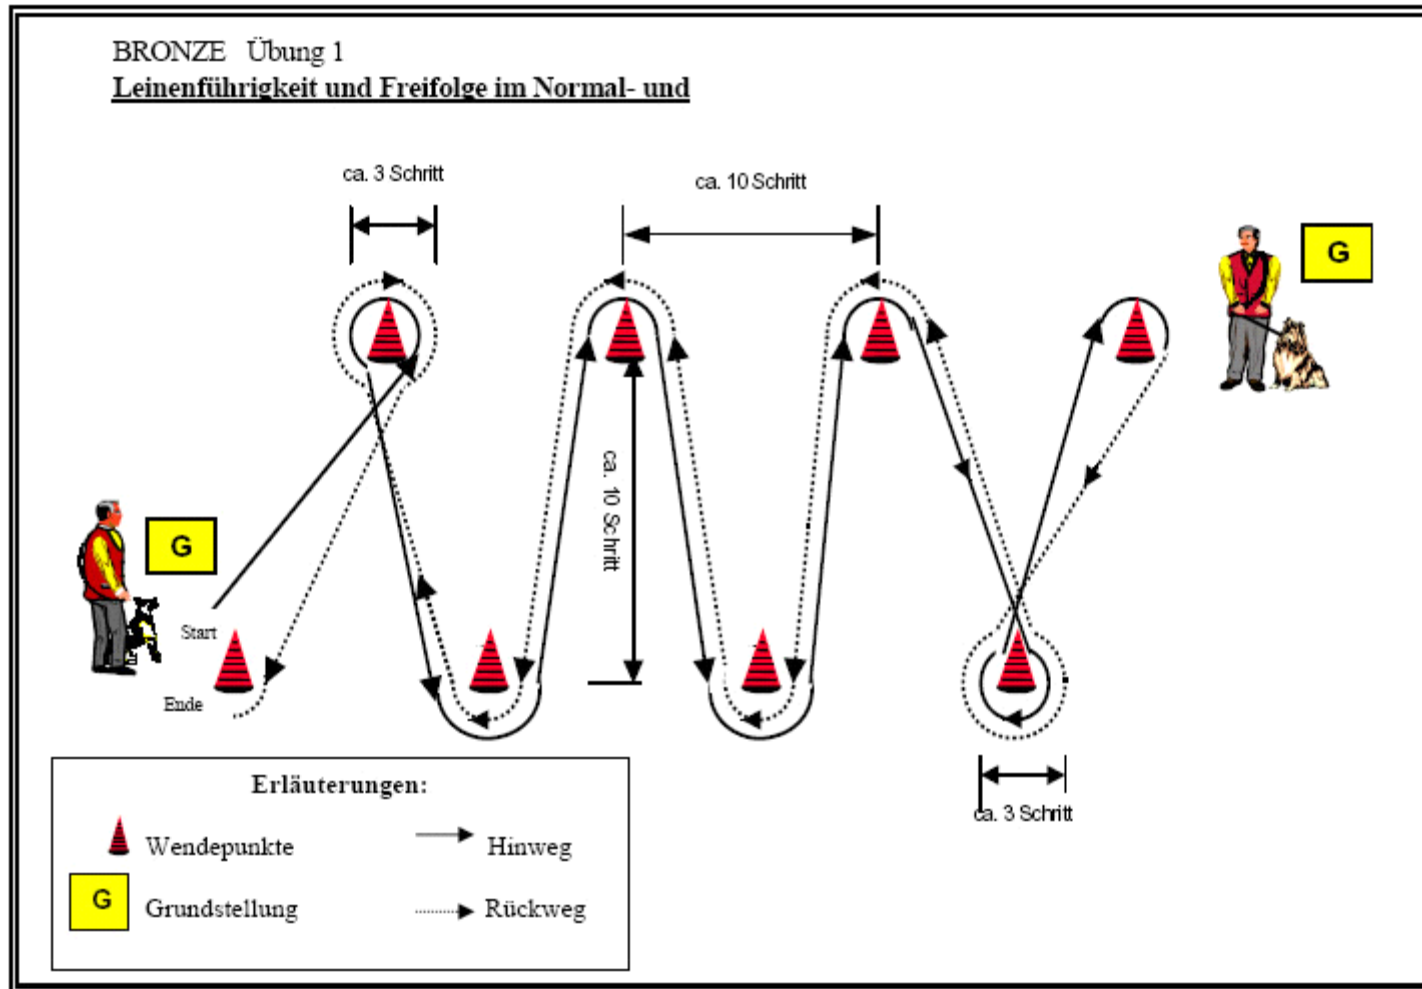 BRONZE Übung 1
Leinenführigkeit und Freifolge im Normal- und
ca. 3 Schritt
ca. 10 Schritt
G
ca. 10 Schritt
G
Start
Ende
ca. 3 Schritt
Erläuterungen:
Wendepunkte
Hinweg
G
Grundstellung
Rückweg